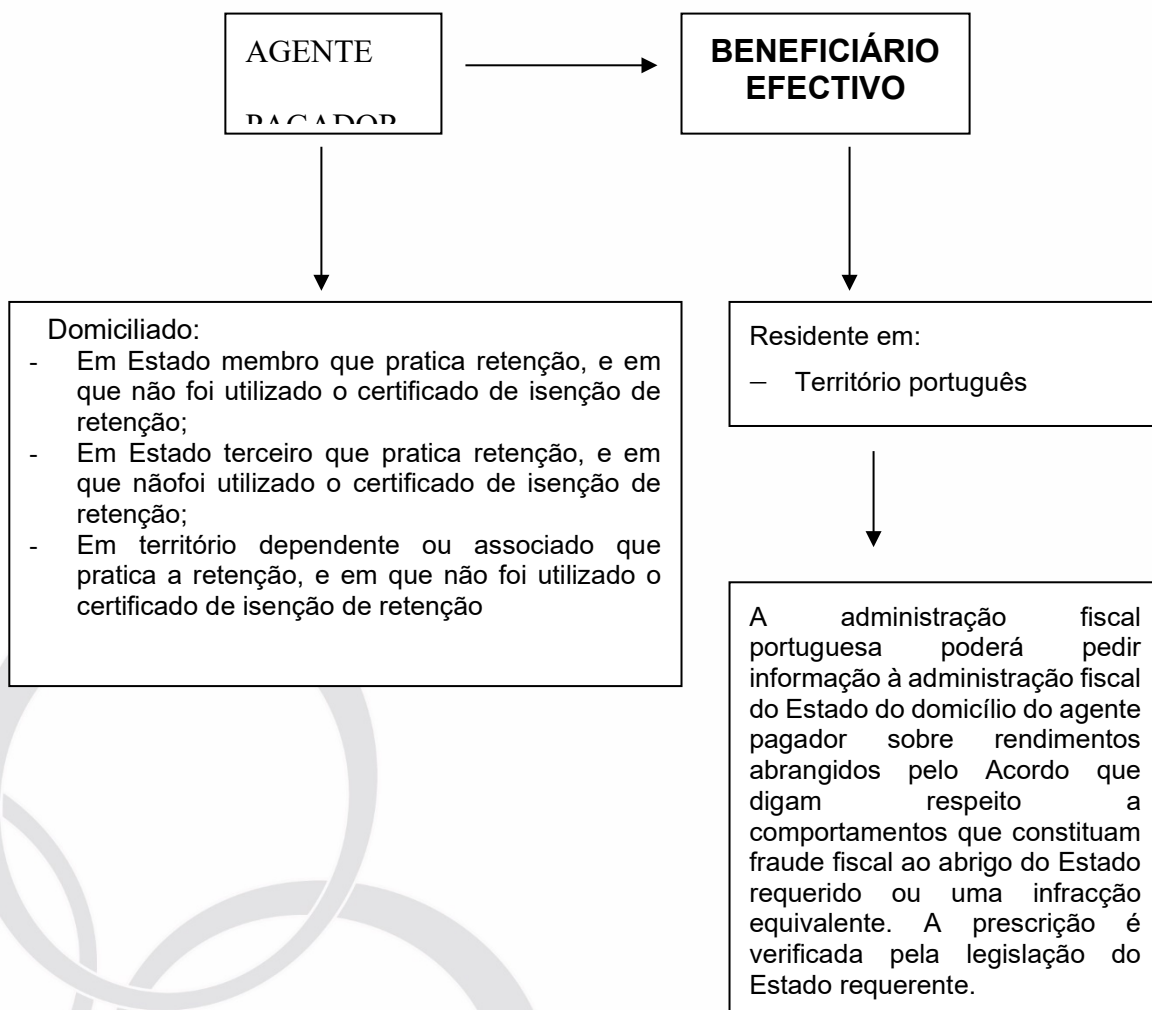 AGENTE
PAGADOR
BENEFICIÁRIO
EFECTIVO
Domiciliado:
- Em Estado membro que pratica retenção, e em
que não foi utilizado o certificado de isenção de
retenção;
- Em Estado terceiro que pratica retenção, e em
que nãofoi utilizado o certificado de isenção de
retenção;
- Em território dependente ou associado que
pratica a retenção, e em que não foi utilizado o
certificado de isenção de retenção
Residente em:
– Território português
A administração fiscal
portuguesa poderá pedir
informação à administração fiscal
do Estado do domicílio do agente
pagador sobre rendimentos
abrangidos pelo Acordo que
digam respeito a
comportamentos que constituam
fraude fiscal ao abrigo do Estado
requerido ou uma infracção
equivalente. A prescrição é
verificada pela legislação do
Estado requerente.